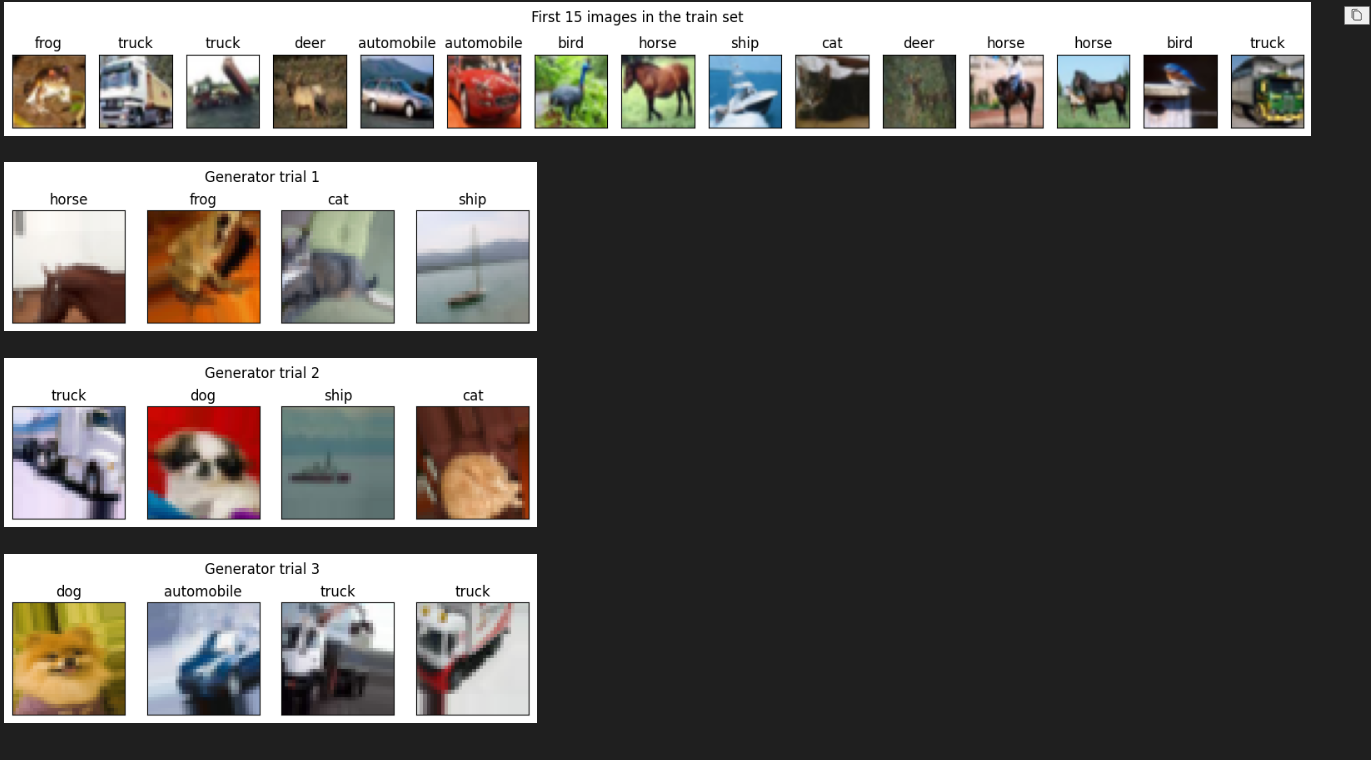 First 15 images in the train set
frog truck truck deer automobile automobile bird horse ship cat deer horse horse bird truck
Generator trial 1
horse frog cat ship
Generator trial 2
truck dog ship cat
Generator trial 3
dog automobile truck truck